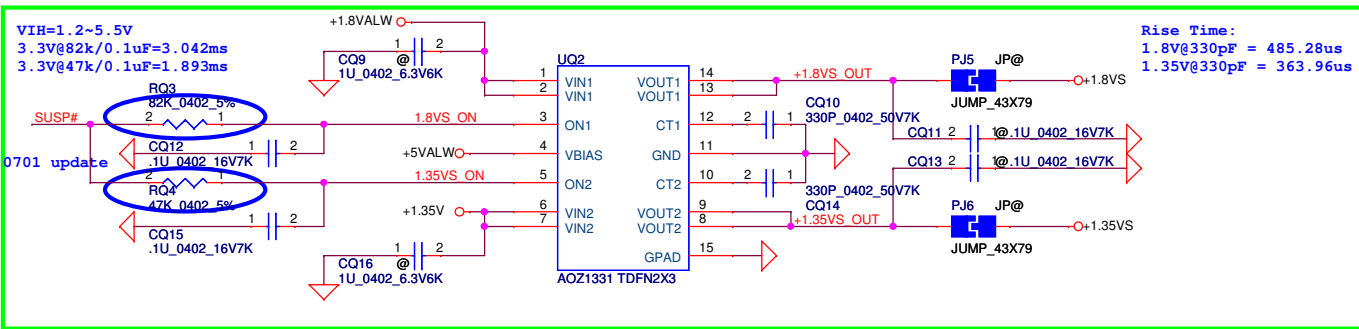 VIH=1.2~5.5V
3.3V@82k/0.1uF=3.042ms
3.3V@47k/0.1uF=1.893ms
+1.8VALW
1 2
CQ9 @
1U_0402_6.3V6K
Rise Time:
1.8V@330pF = 485.28us
1.35V@330pF = 363.96us
UQ2
1 VIN1
2 VIN1
3 ON1
4 VBIAS
5 ON2
6 VIN2
7 VIN2
VOUT1 14
VOUT1 13
CT1 12
GND 11
CT2 10
VOUT2 9
VOUT2 8
GPAD 15
AOZ1331 TDFN2X3
SUSP#
RQ3
82K_0402_5%
2 1
1.8VS_ON
CQ12 1 2
.1U_0402_16V7K
0701 update
+5VALW
2 1
RQ4
47K_0402_5%
1.35VS_ON
1 2
CQ15
.1U_0402_16V7K
+1.35V
1 2
CQ16 @
1U_0402_6.3V6K
+1.8VS_OUT
CQ10
2 1 330P_0402_50V7K
2 1 330P_0402_50V7K
CQ14
+1.35VS_OUT
PJ5 JP@
+1.8VS
JUMP_43X79
CQ11 2 1@.1U_0402_16V7K
CQ13 2 1@.1U_0402_16V7K
PJ6 JP@
+1.35VS
JUMP_43X79